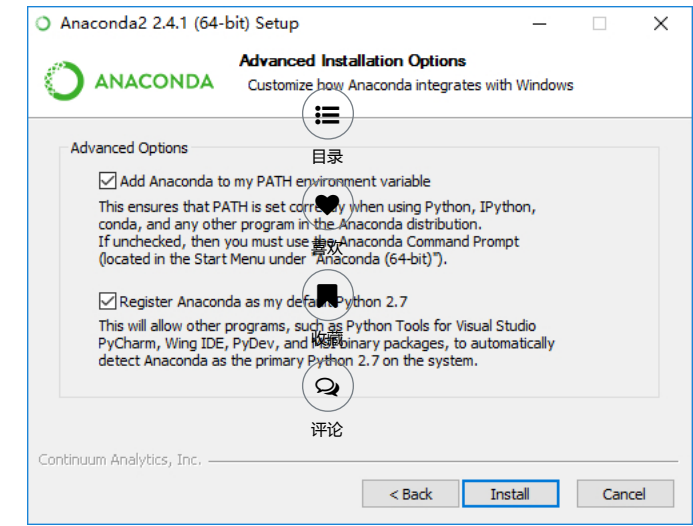 Anaconda2 2.4.1 (64-bit) Setup
ANACONDA
Advanced Installation Options
Customize how Anaconda integrates with Windows
目录
Advanced Options
Add Anaconda to my PATH environment variable
This ensures that PATH is set correctly when using Python, IPython,
conda, and any other program in the Anaconda distribution.
If unchecked, then you must use the Anaconda Command Prompt
(located in the Start Menu under "Anaconda (64-bit)").
喜欢
Register Anaconda as my default Python 2.7
This will allow other programs, such as Python Tools for Visual Studio
PyCharm, Wing IDE, PyDev, and MSI binary packages, to automatically
detect Anaconda as the primary Python 2.7 on the system.
收藏
评论
Continuum Analytics, Inc.
< Back
Install
Cancel